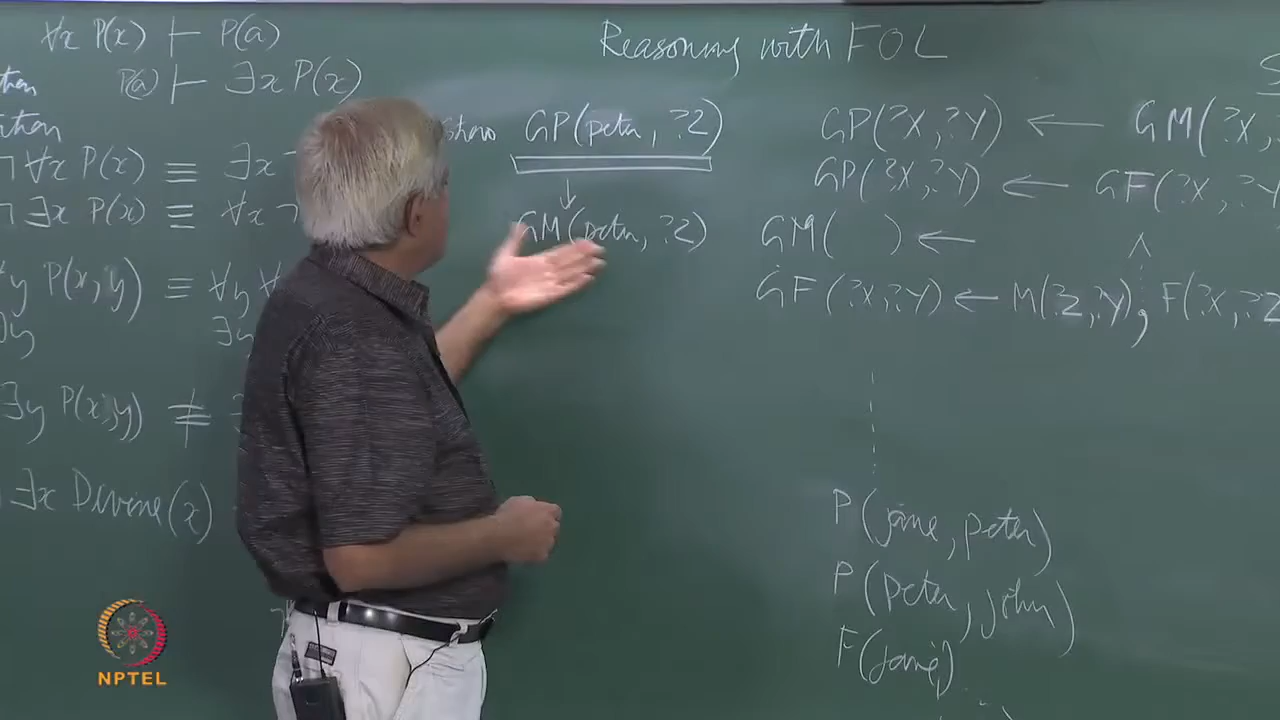 ∀x P(x) ⊢ P(a)
P(a) ⊢ ∃x P(x)
¬∀x P(x) ≡ ∃x ¬
¬∃x P(x) ≡ ∀x ¬
∀y P(x,y) ≡ ∀y ∀
∃y
∃y
∃y P(x,y) ≢ ∃
∃x Divine(x)
Reasoning with FOL
Show GP(peter, ?Z)
↓
GM(peter, ?Z)
GP(?X,?Y) ← GM(?X,
GP(?X,?Y) ← GF(?X,?Y
GM( ) ←
GF(?X,?Y) ← M(?Z,?Y), F(?X,?Z
∧
P(jane, peter)
P(peter, john)
F(jane,
NPTEL